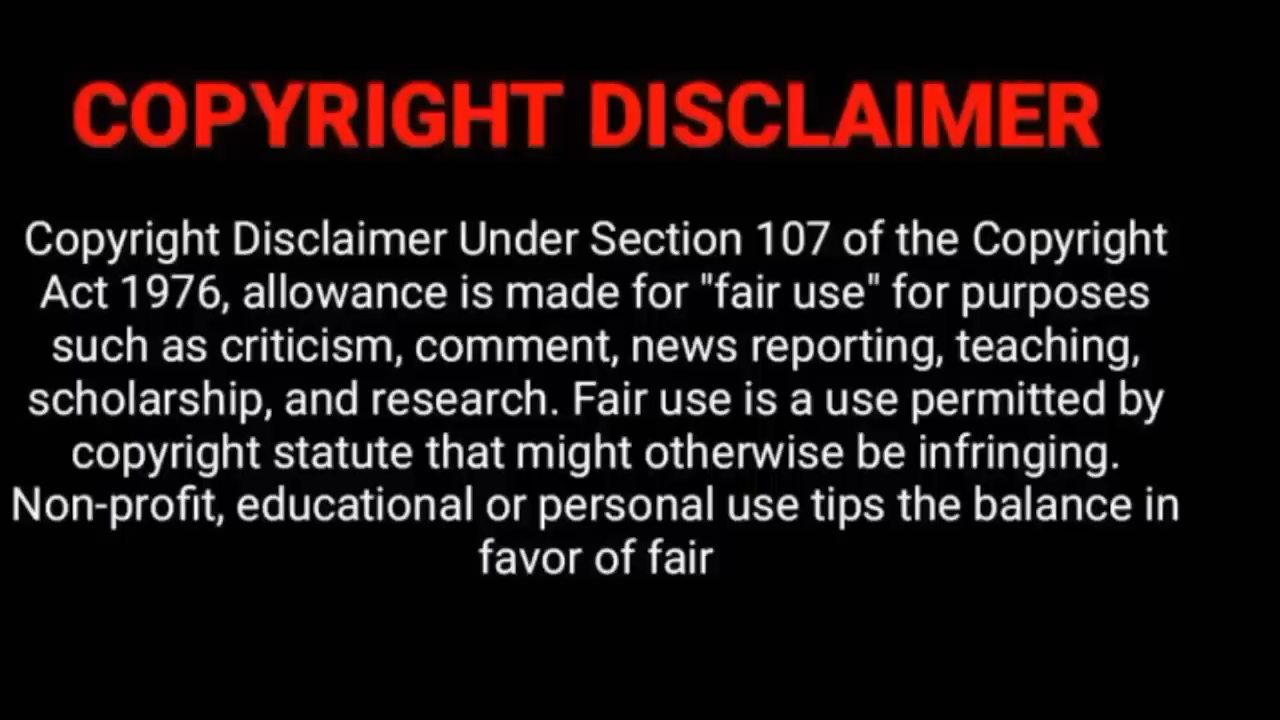 COPYRIGHT DISCLAIMER
Copyright Disclaimer Under Section 107 of the Copyright
Act 1976, allowance is made for "fair use" for purposes
such as criticism, comment, news reporting, teaching,
scholarship, and research. Fair use is a use permitted by
copyright statute that might otherwise be infringing.
Non-profit, educational or personal use tips the balance in
favor of fair